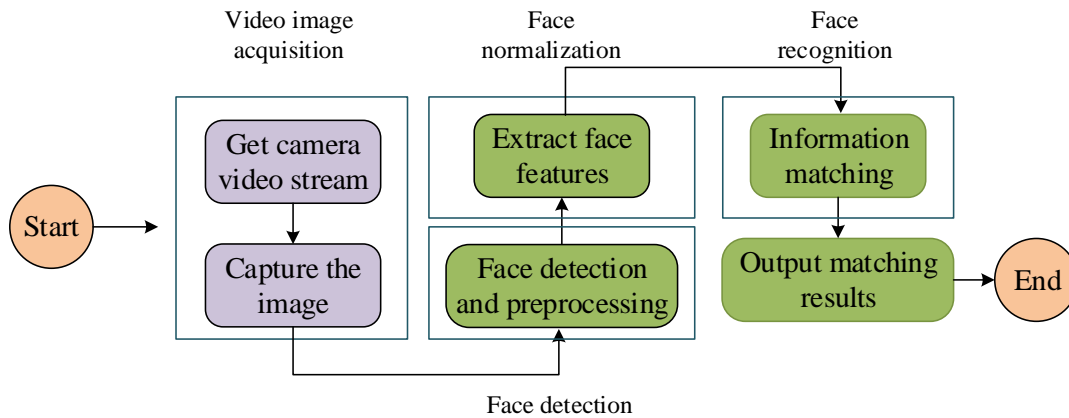 Video image
acquisition
Face
normalization
Face
recognition
Start
Get camera
video stream
Capture the
image
Extract face
features
Face detection
and preprocessing
Information
matching
Output matching
results
End
Face detection